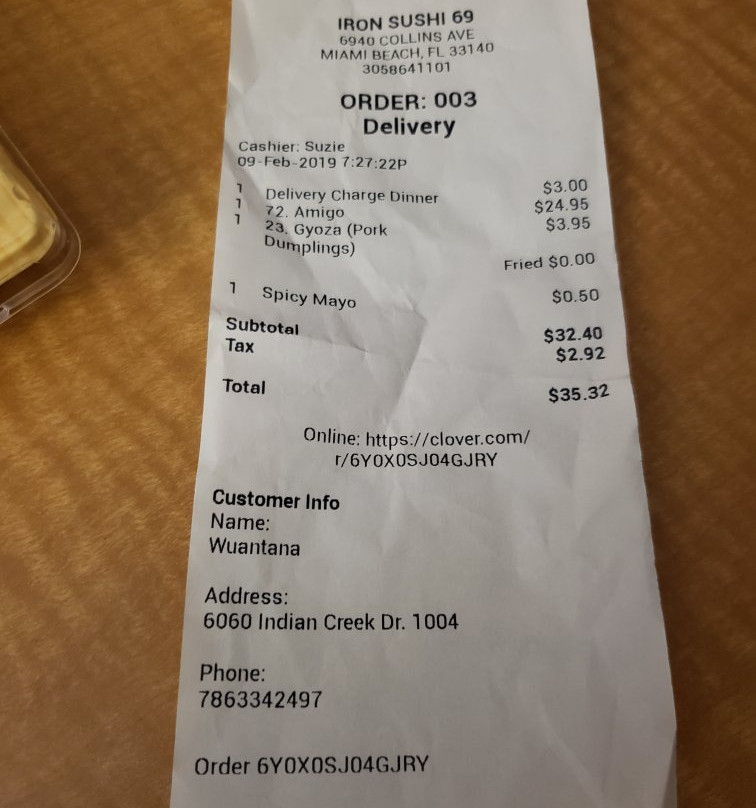 IRON SUSHI 69
6940 COLLINS AVE
MIAMI BEACH, FL 33140
3058641101
ORDER: 003
Delivery
Cashier: Suzie
09-Feb-2019 7:27:22P
1 Delivery Charge Dinner $3.00
1 72. Amigo $24.95
1 23. Gyoza (Pork $3.95
Dumplings)
Fried $0.00
1 Spicy Mayo $0.50
Subtotal $32.40
Tax $2.92
Total $35.32
Online: https://clover.com/
r/6Y0X0SJ04GJRY
Customer Info
Name:
Wuantana
Address:
6060 Indian Creek Dr. 1004
Phone:
7863342497
Order 6Y0X0SJ04GJRY